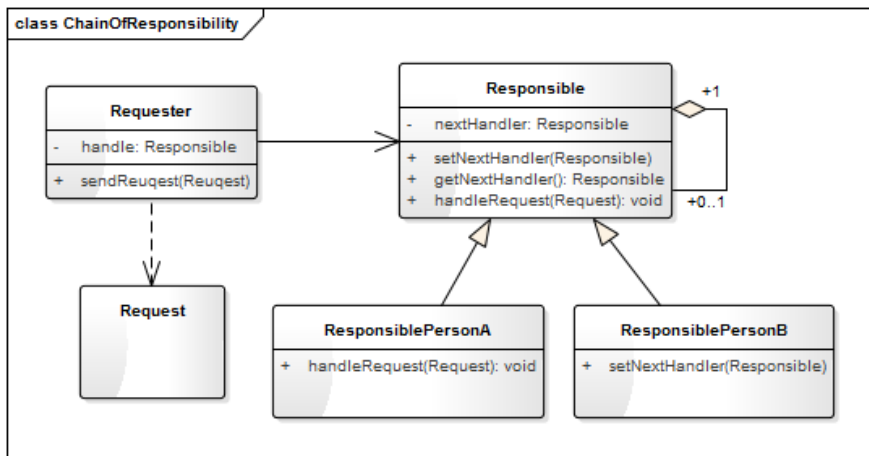 class ChainOfResponsibility
Requester
- handle: Responsible
+ sendReuqest(Reuqest)
Responsible
- nextHandler: Responsible
+ setNextHandler(Responsible)
+ getNextHandler(): Responsible
+ handleRequest(Request): void
+1
+0..1
Request
ResponsiblePersonA
+ handleRequest(Request): void
ResponsiblePersonB
+ setNextHandler(Responsible)